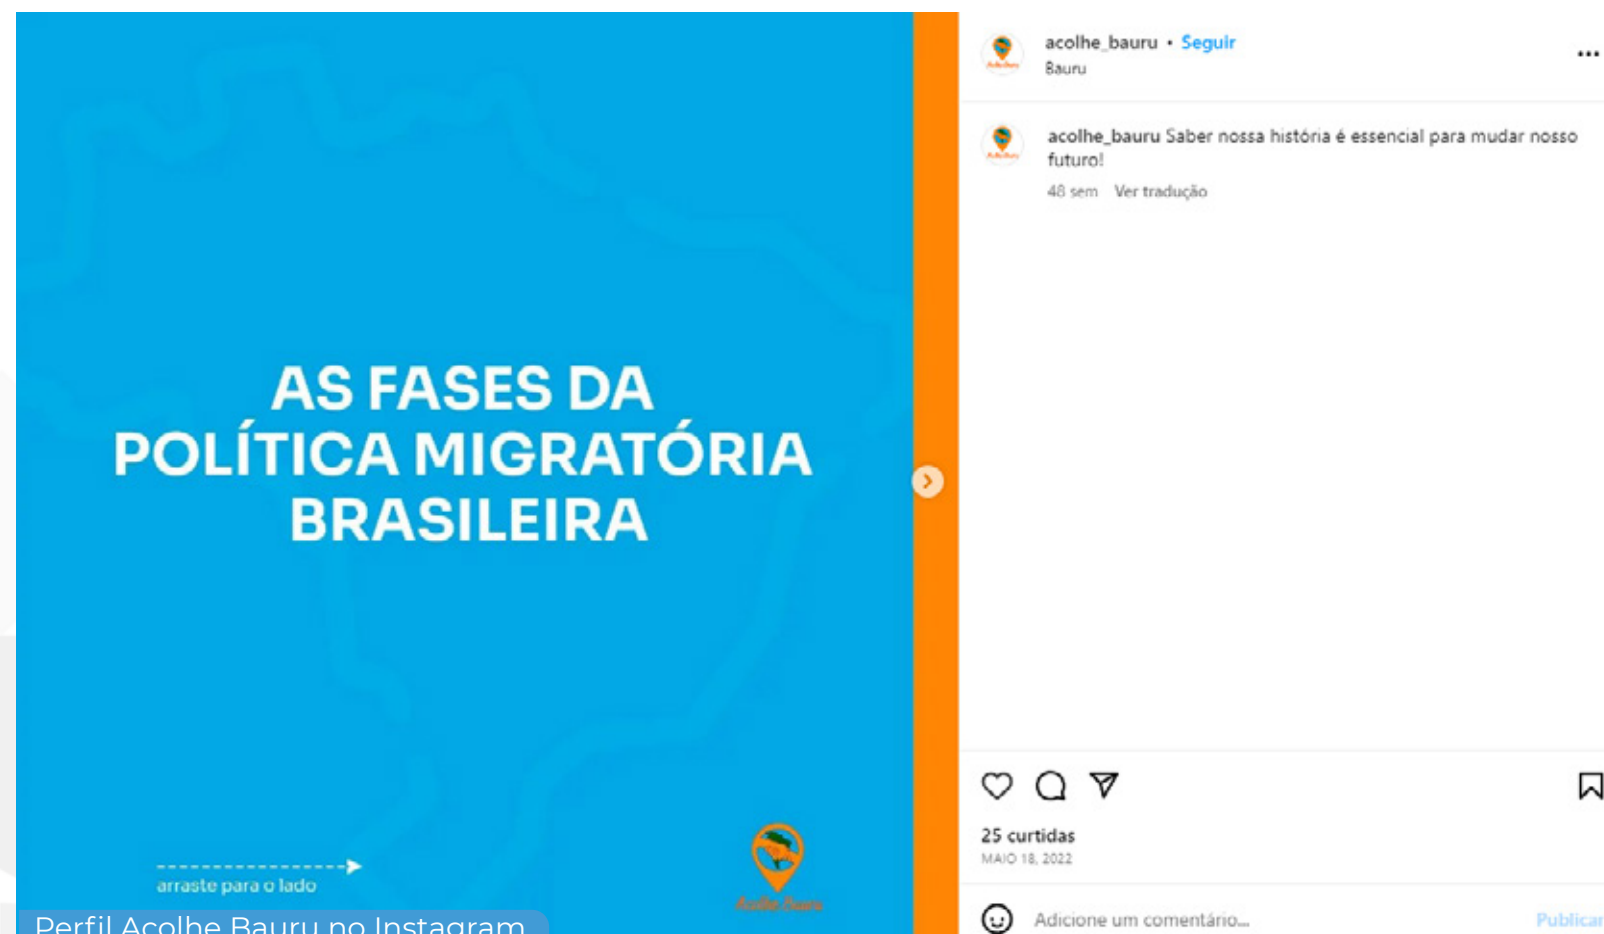 AS FASES DA
POLÍTICA MIGRATÓRIA
BRASILEIRA
arraste para o lado
Acolhe Bauru
Perfil Acolhe Bauru no Instagram
acolhe_bauru • Seguir
Bauru
acolhe_bauru Saber nossa história é essencial para mudar nosso
futuro!
48 sem Ver tradução
25 curtidas
MAIO 18, 2022
Adicione um comentário...
Publicar